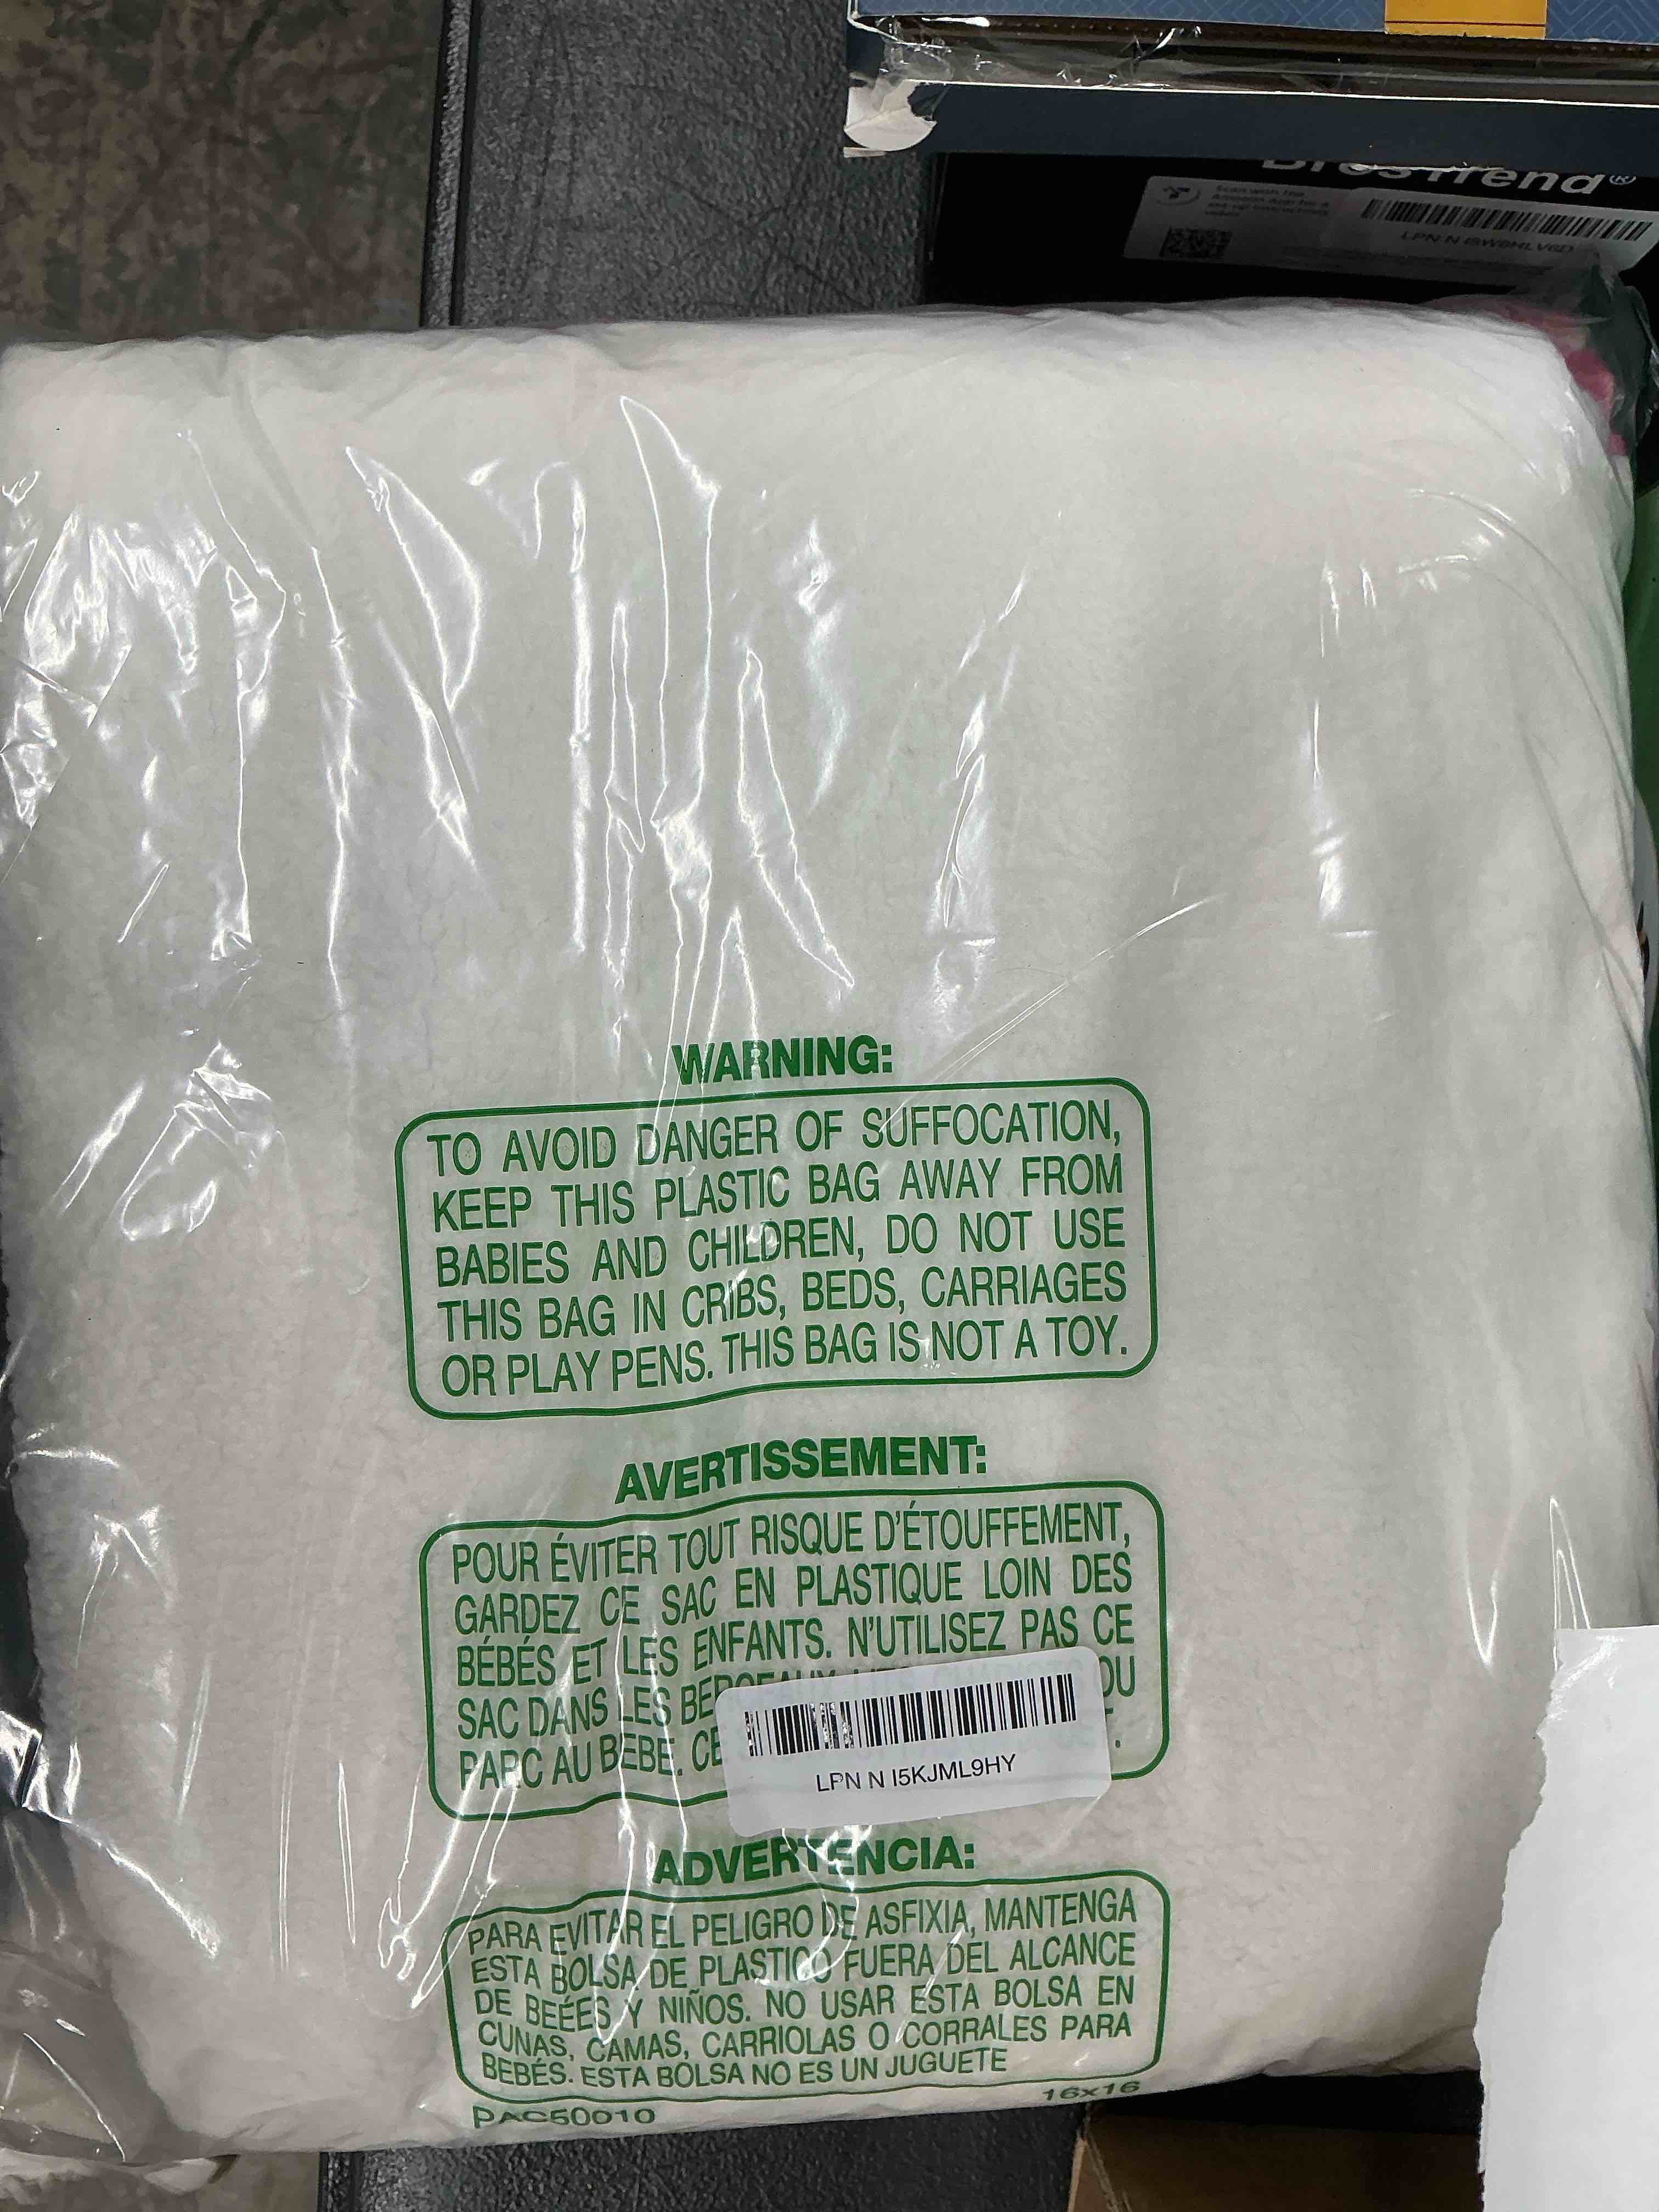 Trend®
LPN N
WARNING:
TO AVOID DANGER OF SUFFOCATION,
KEEP THIS PLASTIC BAG AWAY FROM
BABIES AND CHILDREN, DO NOT USE
THIS BAG IN CRIBS, BEDS, CARRIAGES
OR PLAY PENS. THIS BAG IS NOT A TOY.
AVERTISSEMENT:
POUR ÉVITER TOUT RISQUE D'ÉTOUFFEMENT,
GARDEZ CE SAC EN PLASTIQUE LOIN DES
BÉBÉS ET LES ENFANTS. N'UTILISEZ PAS CE
SAC DANS LES OU
PARC AU BEBE. CE
LPN N I5KJML9HY
ADVERTENCIA:
PARA EVITAR EL PELIGRO DE ASFIXIA, MANTENGA
ESTA BOLSA DE PLASTICO FUERA DEL ALCANCE
DE BEÉES Y NIÑOS. NO USAR ESTA BOLSA EN
CUNAS, CAMAS, CARRIOLAS O CORRALES PARA
BEBÉS. ESTA BOLSA NO ES UN JUGUETE
PAC50010 16x16